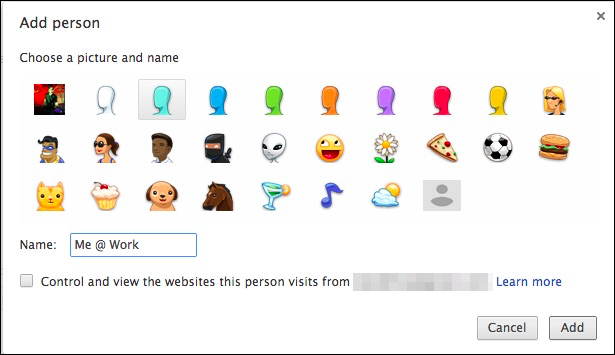 Add person
Choose a picture and name
Name: Me @ Work
Control and view the websites this person visits from Learn more
Cancel Add